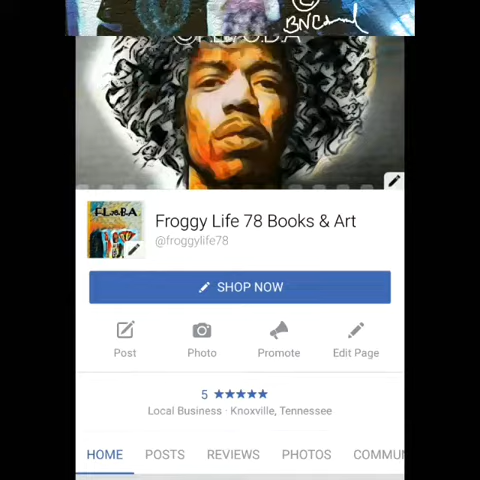 ©
Froggy Life 78 Books & Art
@froggylife78
SHOP NOW
Post
Photo
Promote
Edit Page
5 ★★★★★
Local Business · Knoxville, Tennessee
HOME
POSTS
REVIEWS
PHOTOS